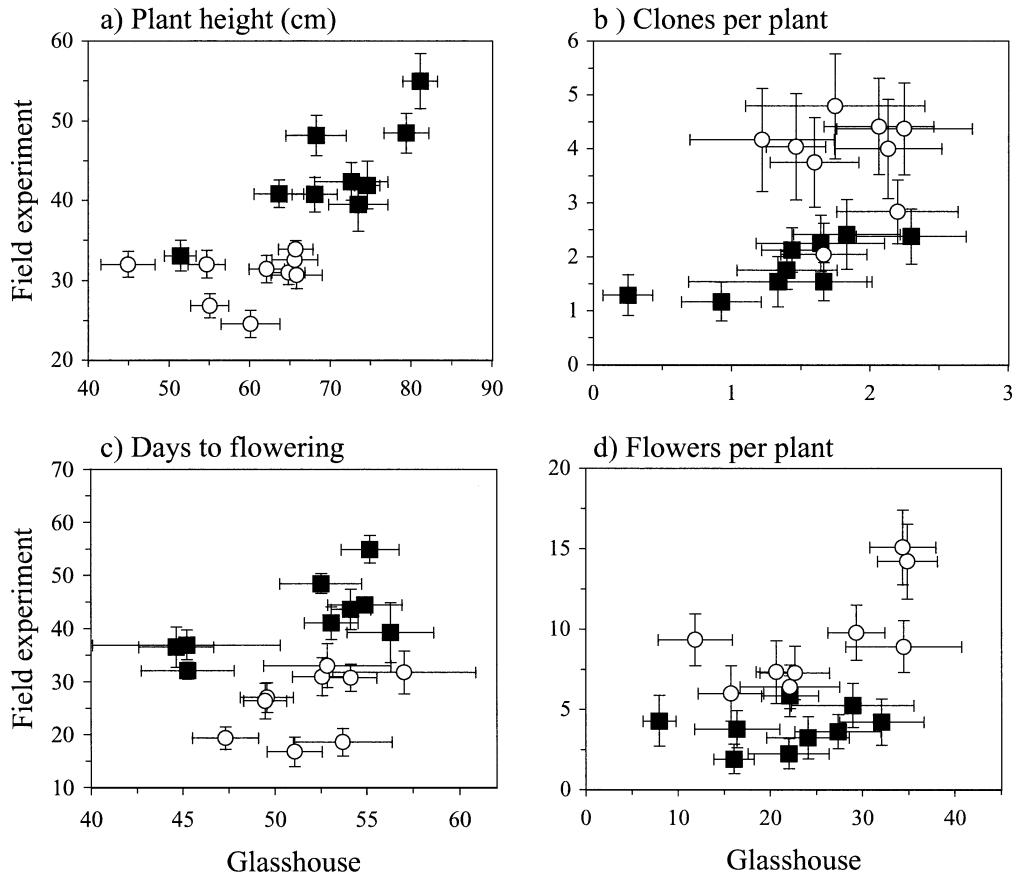 a) Plant height (cm)
b ) Clones per plant
60
50
40
30
20
Field experiment
40 50 60 70 80 90
6
5
4
3
2
1
0
0 1 2 3
c) Days to flowering
d) Flowers per plant
70
60
50
40
30
20
10
Field experiment
40 45 50 55 60
Glasshouse
20
15
10
5
0
0 10 20 30 40
Glasshouse